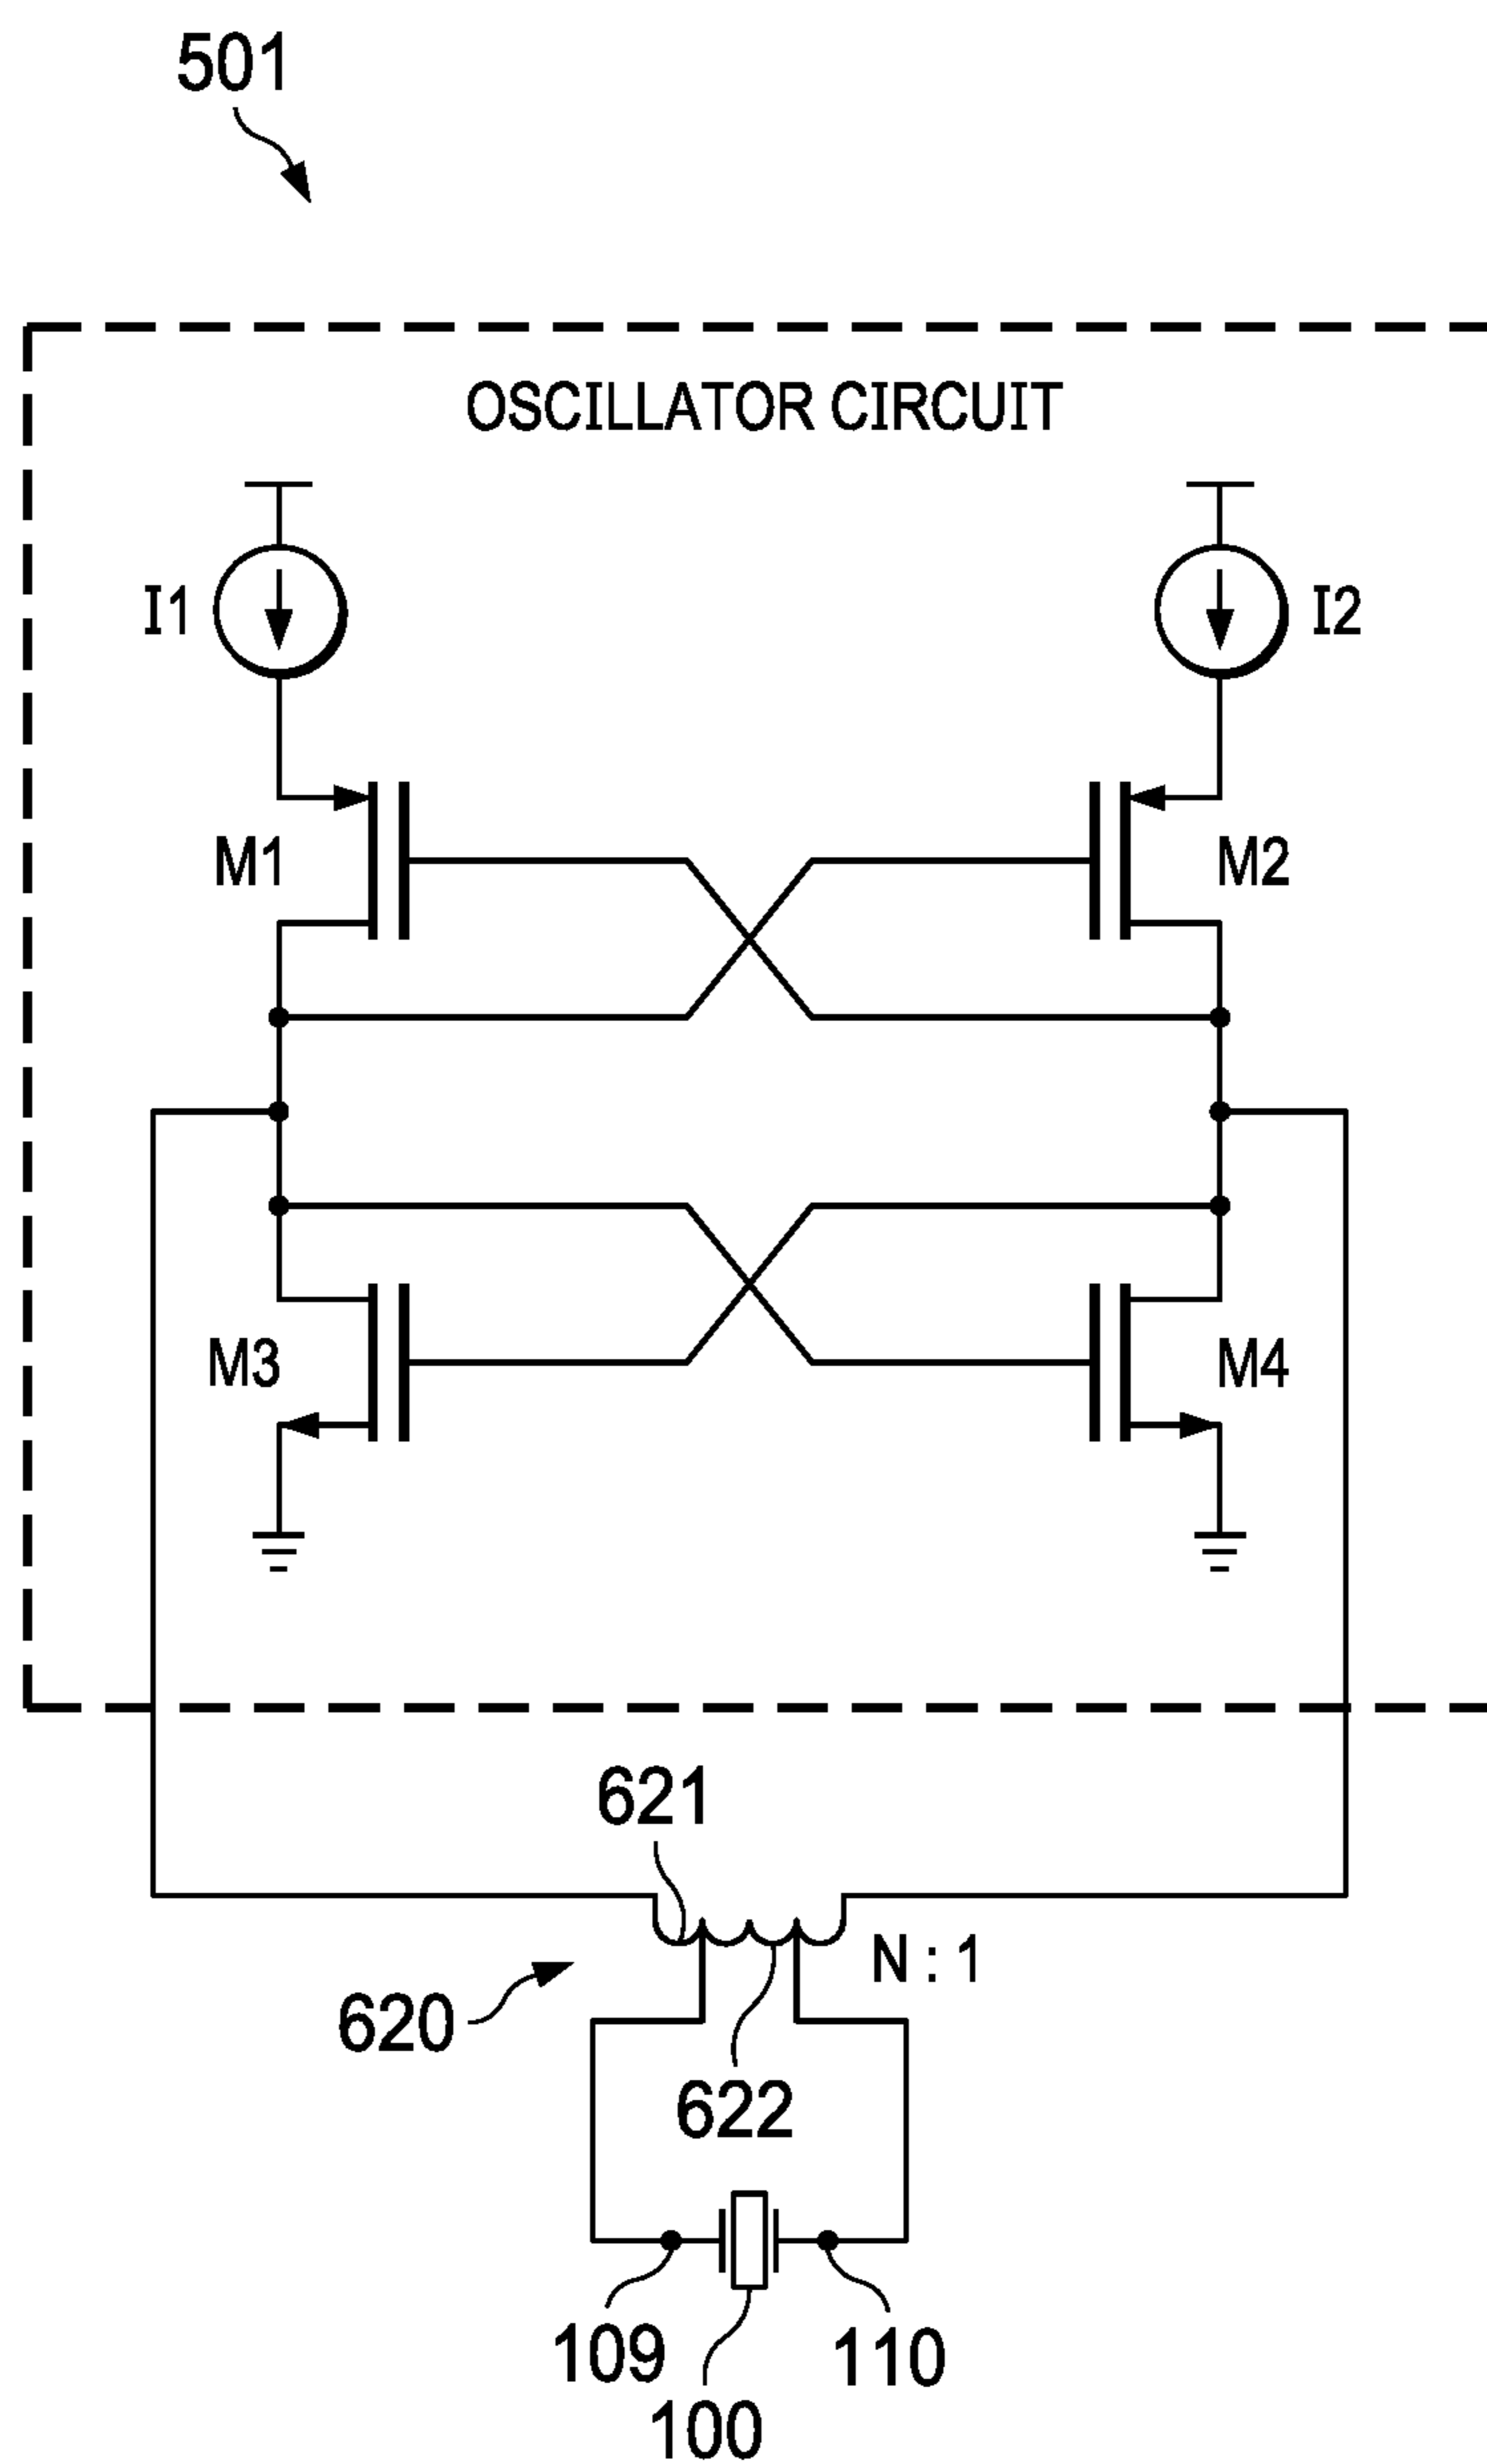 501
OSCILLATOR CIRCUIT
I1
I2
M1
M2
M3
M4
621
N : 1
620
622
109
110
100